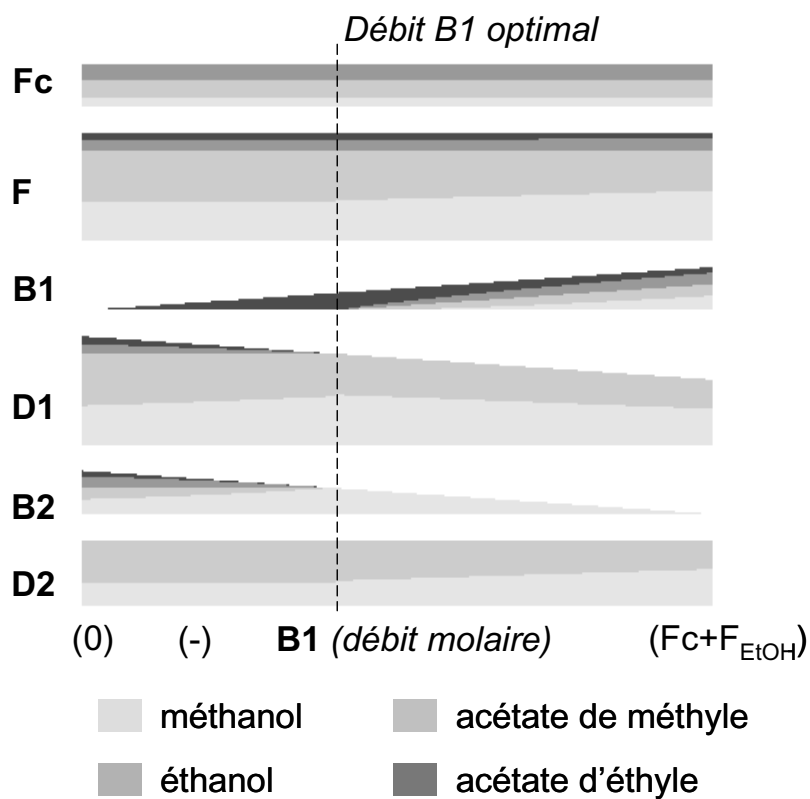 Débit B1 optimal
Fc
F
B1
D1
B2
D2
(0) (-) B1 (débit molaire) (Fc+F_EtOH)
méthanol acétate de méthyle
éthanol acétate d'éthyle